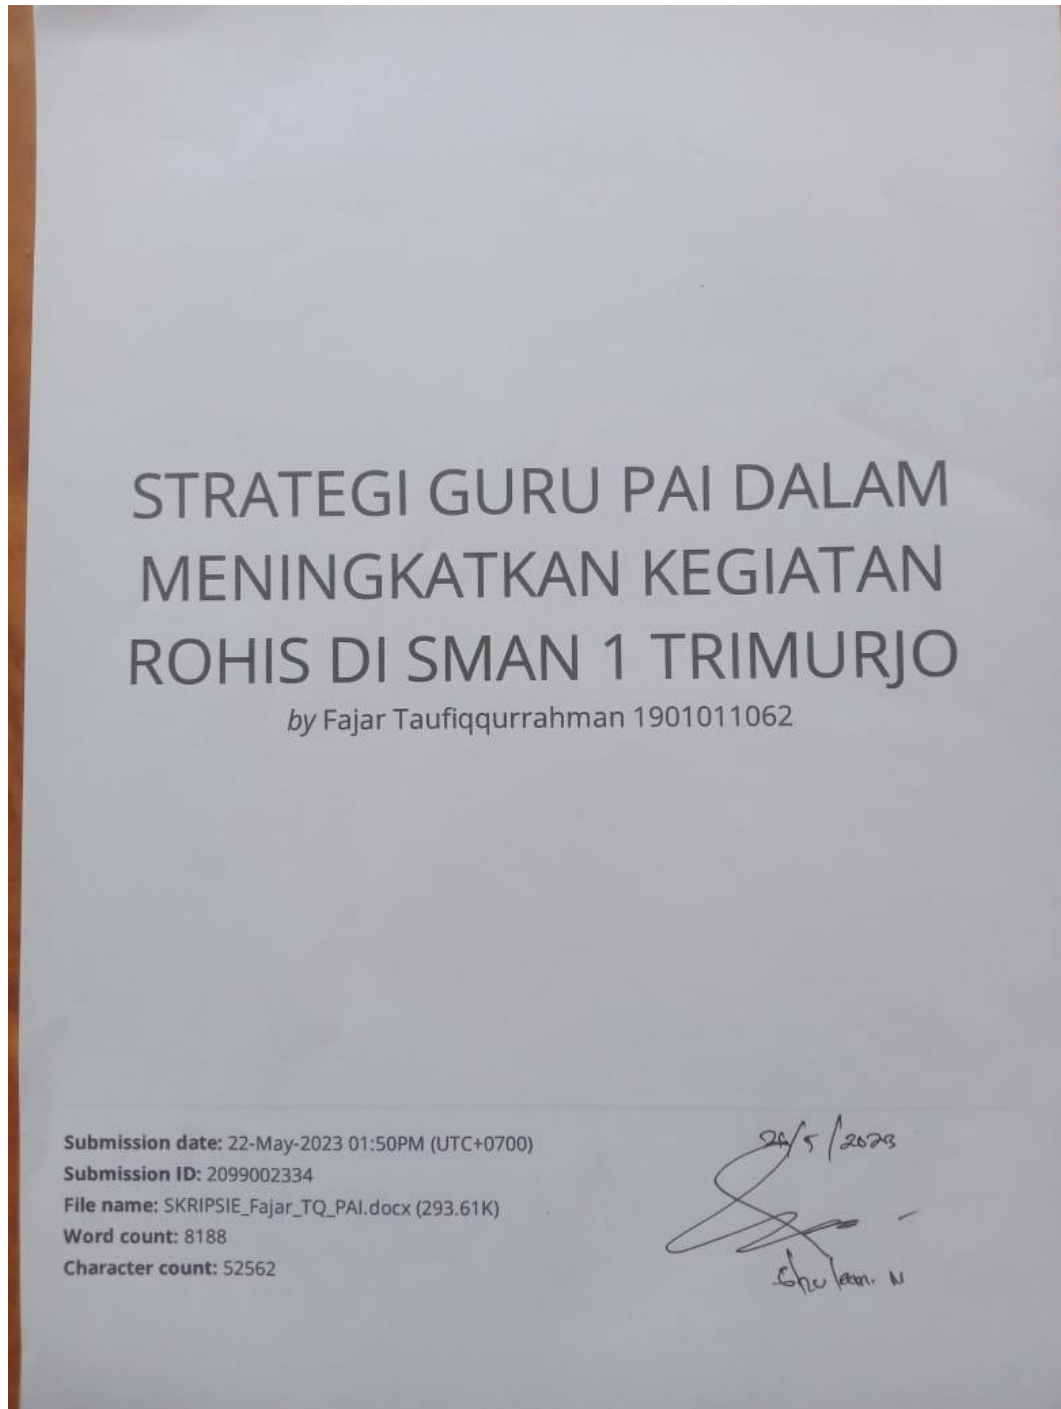 STRATEGI GURU PAI DALAM
MENINGKATKAN KEGIATAN
ROHIS DI SMAN 1 TRIMURJO
by Fajar Taufiqqurrahman 1901011062
Submission date: 22-May-2023 01:50PM (UTC+0700)
Submission ID: 2099002334
File name: SKRIPSIE_Fajar_TQ_PAI.docx (293.61K)
Word count: 8188
Character count: 52562
/5/2023